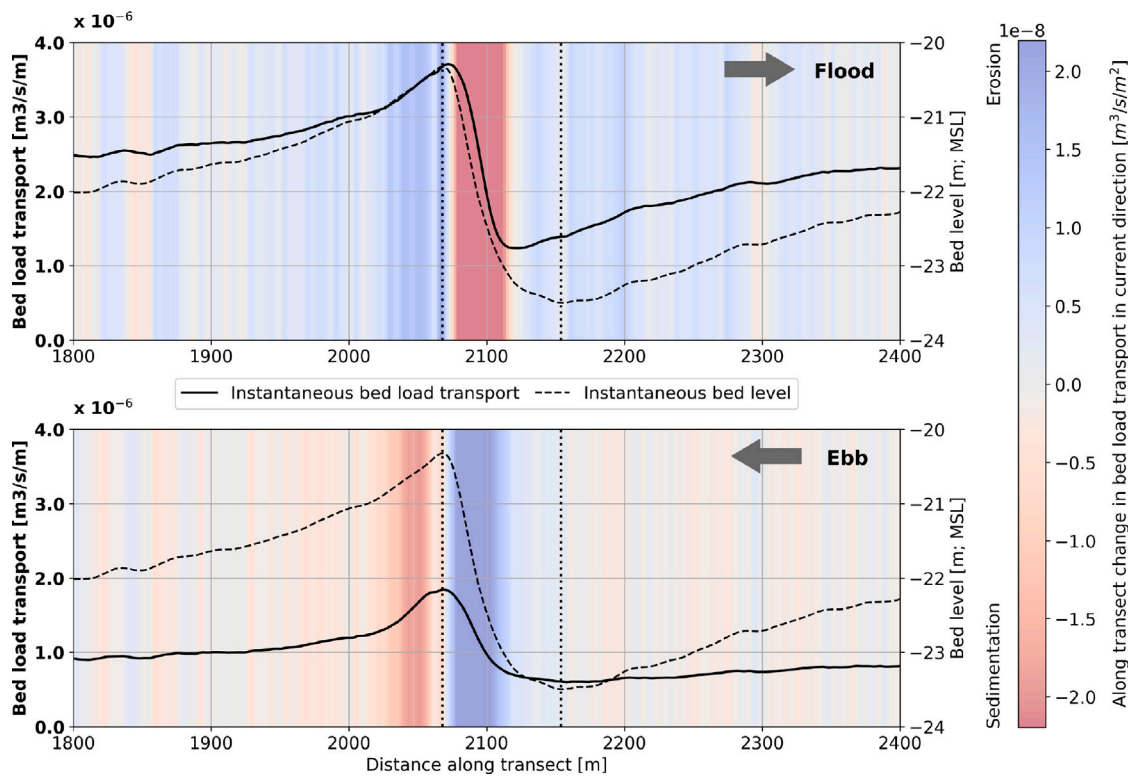 x 10⁻⁶
4.0
3.0
2.0
1.0
0.0
Bed load transport [m3/s/m]
Flood
−20
−21
−22
−23
−24
Bed level [m; MSL]
1800 1900 2000 2100 2200 2300 2400
Instantaneous bed load transport Instantaneous bed level
x 10⁻⁶
4.0
3.0
2.0
1.0
0.0
Bed load transport [m3/s/m]
Ebb
−20
−21
−22
−23
−24
Bed level [m; MSL]
1800 1900 2000 2100 2200 2300 2400
Distance along transect [m]
1e−8
Erosion
Sedimentation
2.0
1.5
1.0
0.5
0.0
−0.5
−1.0
−1.5
−2.0
Along transect change in bed load transport in current direction [m³/s/m²]